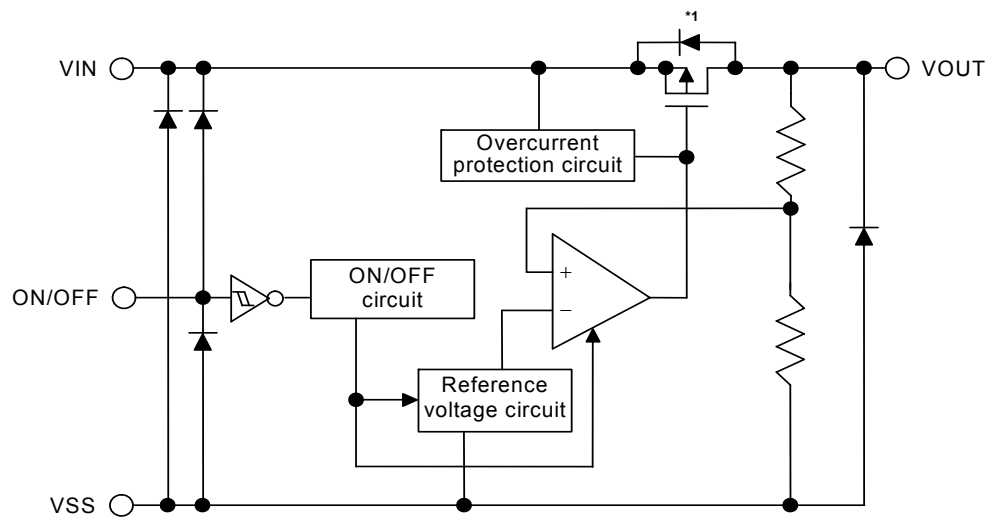 *1
VIN
VOUT
Overcurrent
protection circuit
ON/OFF
ON/OFF
circuit
+
−
Reference
voltage circuit
VSS